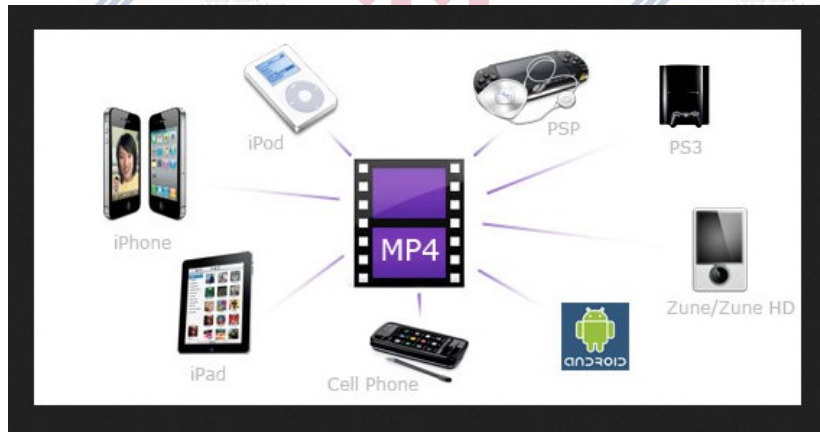 iPod
PSP
PS3
iPhone
MP4
Zune/Zune HD
iPad
Cell Phone
ANDROID